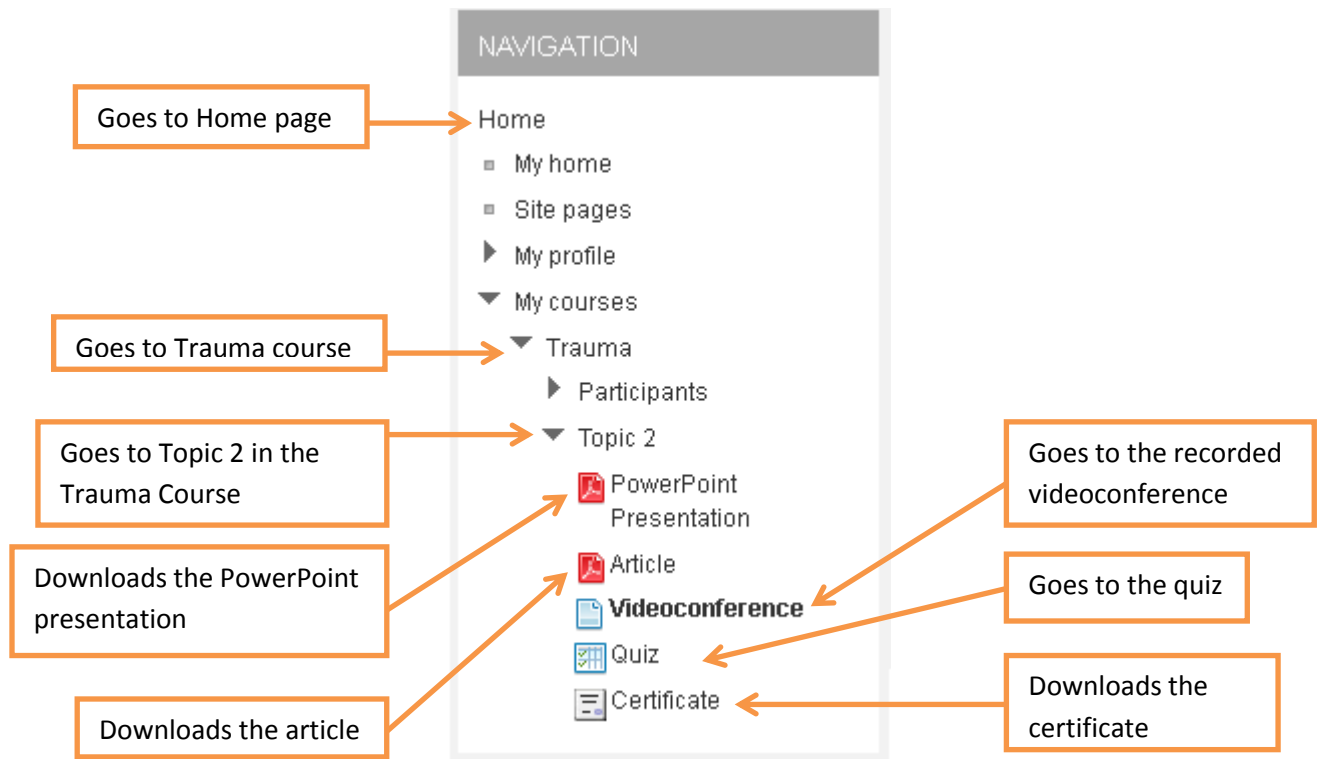 NAVIGATION
Goes to Home page
Home
My home
Site pages
My profile
My courses
Goes to Trauma course
Trauma
Participants
Goes to Topic 2 in the
Trauma Course
Topic 2
PowerPoint
Presentation
Goes to the recorded
videoconference
Downloads the PowerPoint
presentation
Article
Goes to the quiz
Videoconference
Quiz
Certificate
Downloads the
certificate
Downloads the article